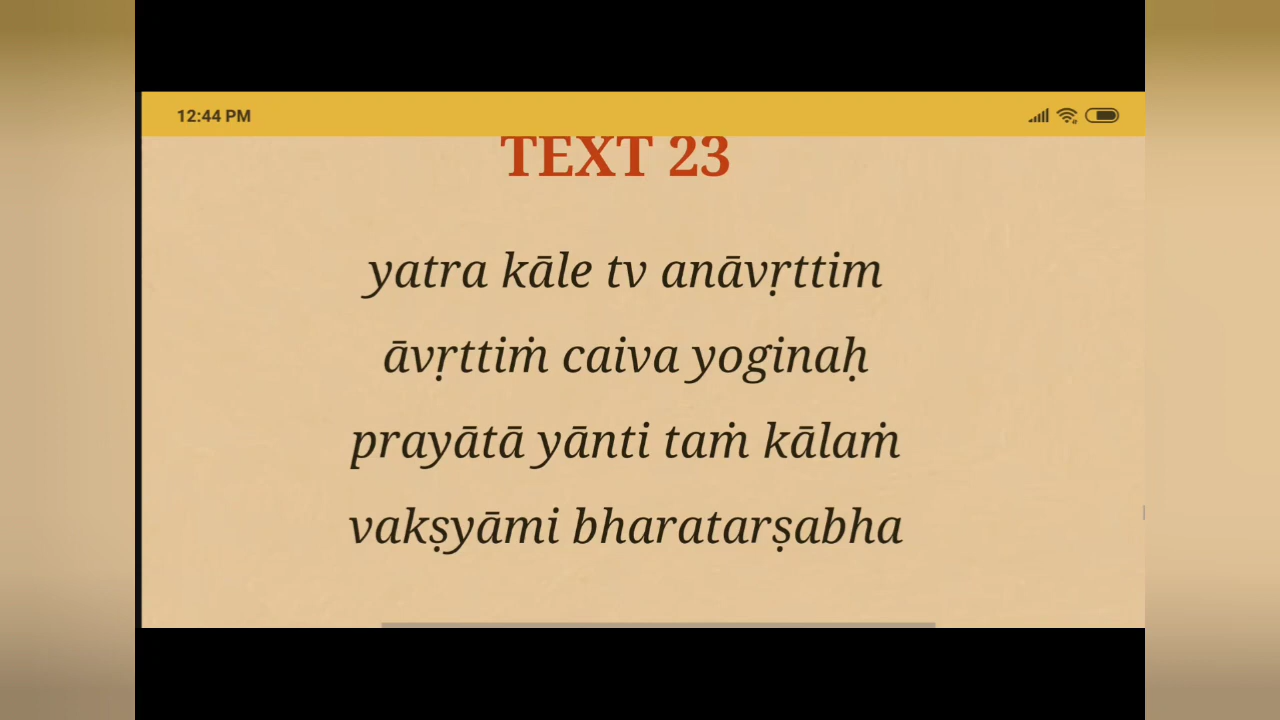 12:44 PM
TEXT 23
yatra kāle tv anāvṛttim
āvṛttiṁ caiva yoginaḥ
prayātā yānti taṁ kālaṁ
vakṣyāmi bharatarṣabha